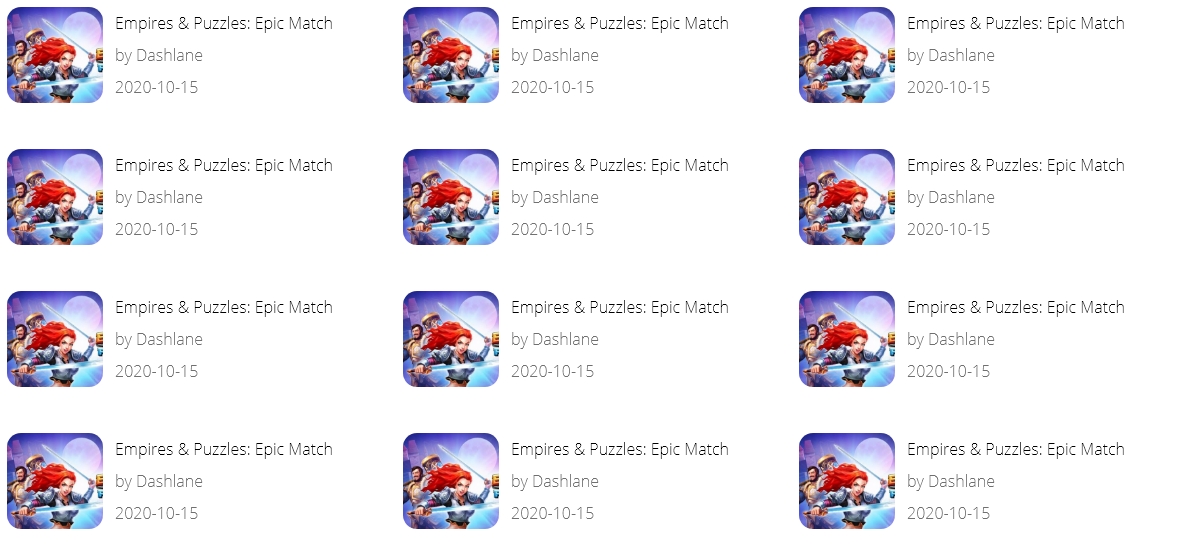 Empires & Puzzles: Epic Match
by Dashlane
2020-10-15
Empires & Puzzles: Epic Match
by Dashlane
2020-10-15
Empires & Puzzles: Epic Match
by Dashlane
2020-10-15
Empires & Puzzles: Epic Match
by Dashlane
2020-10-15
Empires & Puzzles: Epic Match
by Dashlane
2020-10-15
Empires & Puzzles: Epic Match
by Dashlane
2020-10-15
Empires & Puzzles: Epic Match
by Dashlane
2020-10-15
Empires & Puzzles: Epic Match
by Dashlane
2020-10-15
Empires & Puzzles: Epic Match
by Dashlane
2020-10-15
Empires & Puzzles: Epic Match
by Dashlane
2020-10-15
Empires & Puzzles: Epic Match
by Dashlane
2020-10-15
Empires & Puzzles: Epic Match
by Dashlane
2020-10-15